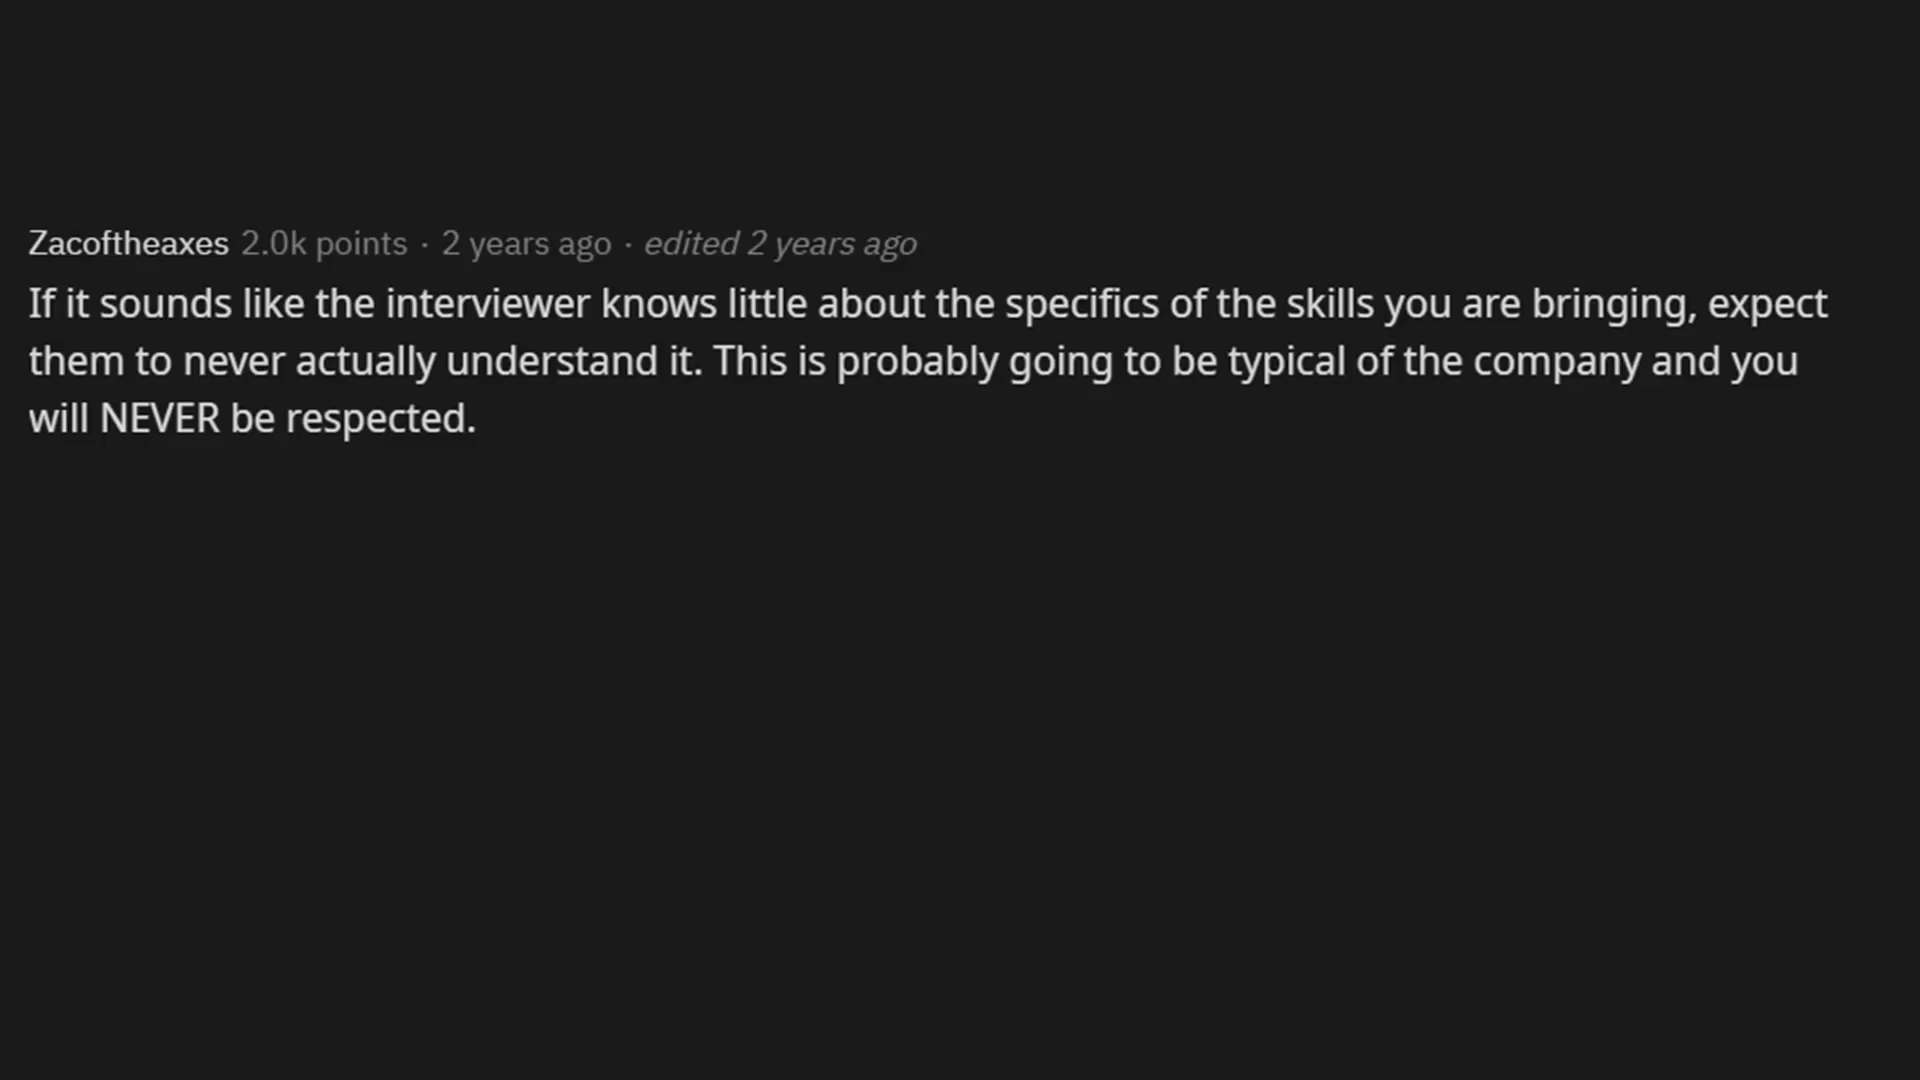 Zacoftheaxes 2.0k points · 2 years ago · edited 2 years ago
If it sounds like the interviewer knows little about the specifics of the skills you are bringing, expect
them to never actually understand it. This is probably going to be typical of the company and you
will NEVER be respected.